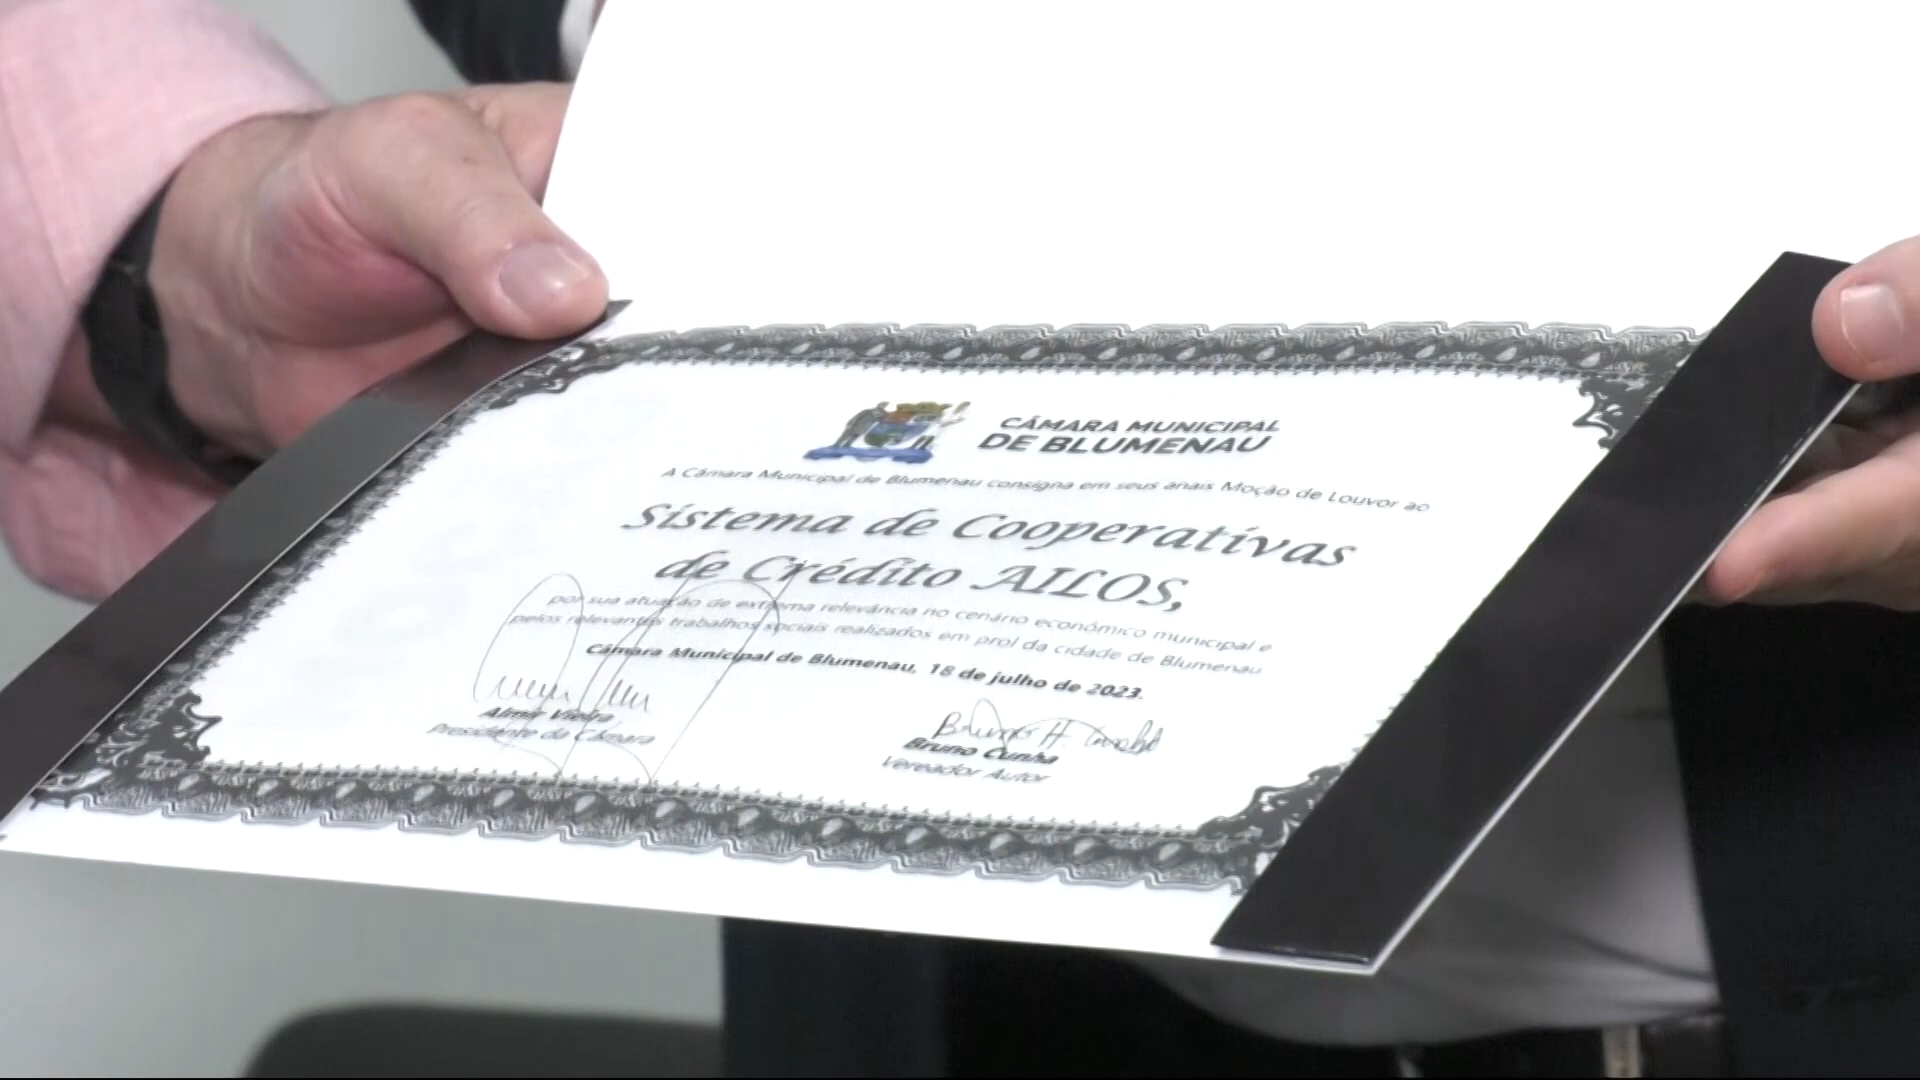 CÂMARA MUNICIPAL
DE BLUMENAU
A Câmara Municipal de Blumenau consigna em seus anais Moção de Louvor ao
Sistema de Cooperativas
de Crédito AILOS,
por sua atuação de extrema relevância no cenário econômico municipal e
pelos relevantes trabalhos sociais realizados em prol da cidade de Blumenau
Câmara Municipal de Blumenau, 18 de julho de 2023.
Almir Vieira
Presidente da Câmara
Bruno H. Cunha
Bruno Cunha
Vereador Autor